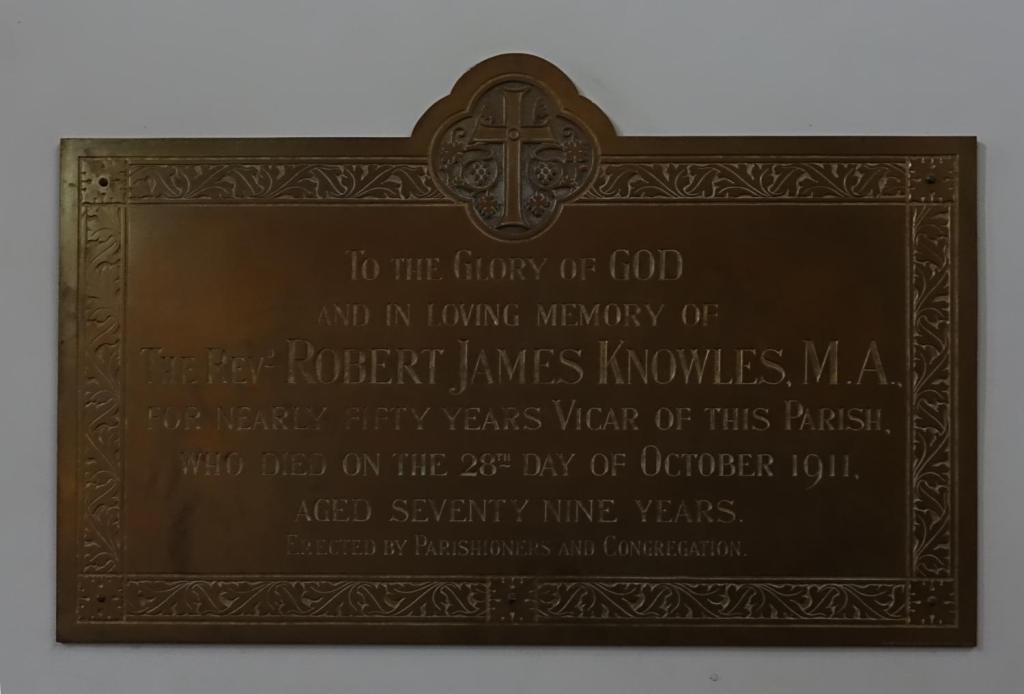 To the Glory of GOD
and in loving memory of
The Revd Robert James Knowles, M.A.,
for nearly fifty years Vicar of this Parish,
who died on the 28TH day of October 1911,
aged seventy nine years.
Erected by Parishioners and Congregation.